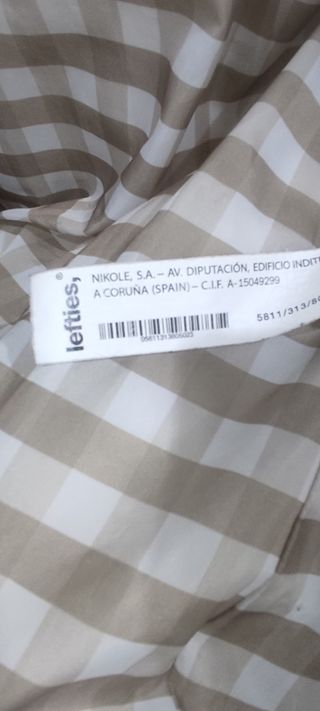 lefties,®
NIKOLE, S.A. – AV. DIPUTACIÓN, EDIFICIO INDIT
A CORUÑA (SPAIN) – C.I.F. A-15049299
5811/313/80